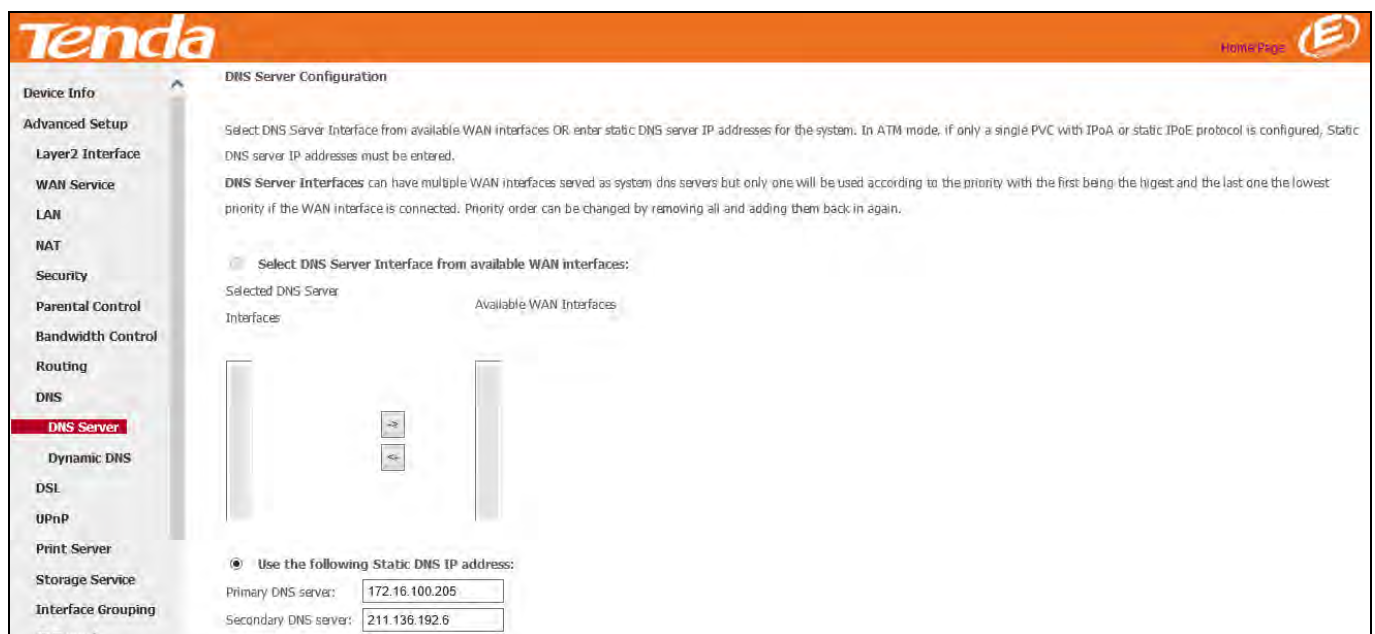 Tenda
Home Page
Device Info
Advanced Setup
Layer2 Interface
WAN Service
LAN
NAT
Security
Parental Control
Bandwidth Control
Routing
DNS
DNS Server
Dynamic DNS
DSL
UPnP
Print Server
Storage Service
Interface Grouping
DNS Server Configuration
Select DNS Server Interface from available WAN interfaces OR enter static DNS server IP addresses for the system. In ATM mode, if only a single PVC with IPoA or static IPoE protocol is configured, Static
DNS server IP addresses must be entered.
DNS Server Interfaces can have multiple WAN interfaces served as system dns servers but only one will be used according to the priority with the first being the higest and the last one the lowest
priority if the WAN interface is connected. Priority order can be changed by removing all and adding them back in again.
Select DNS Server Interface from available WAN interfaces:
Selected DNS Server
Interfaces
Available WAN Interfaces
->
<-
Use the following Static DNS IP address:
Primary DNS server: 172.16.100.205
Secondary DNS server: 211.136.192.6